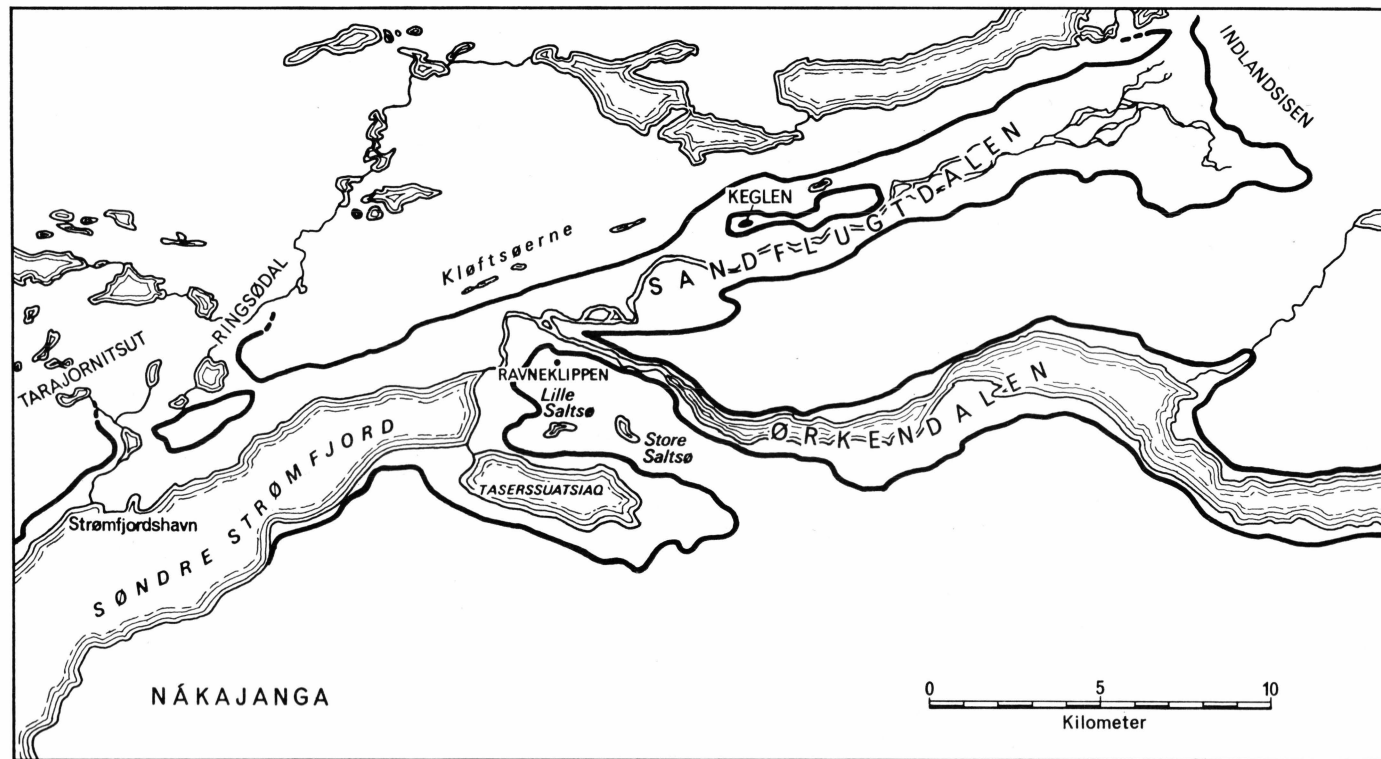 INDLANDSISEN
KEGLEN
SANDFLUGTDALEN
Kløftsøerne
RINGSØDAL
TARAJORNITSUT
RAVNEKLIPPEN
Lille
Saltsø
Store
Saltsø
ØRKENDALEN
TASERSSUATSIAQ
Strømfjordshavn
SØNDRE STRØMFJORD
NÁKAJANGA
0 5 10
Kilometer